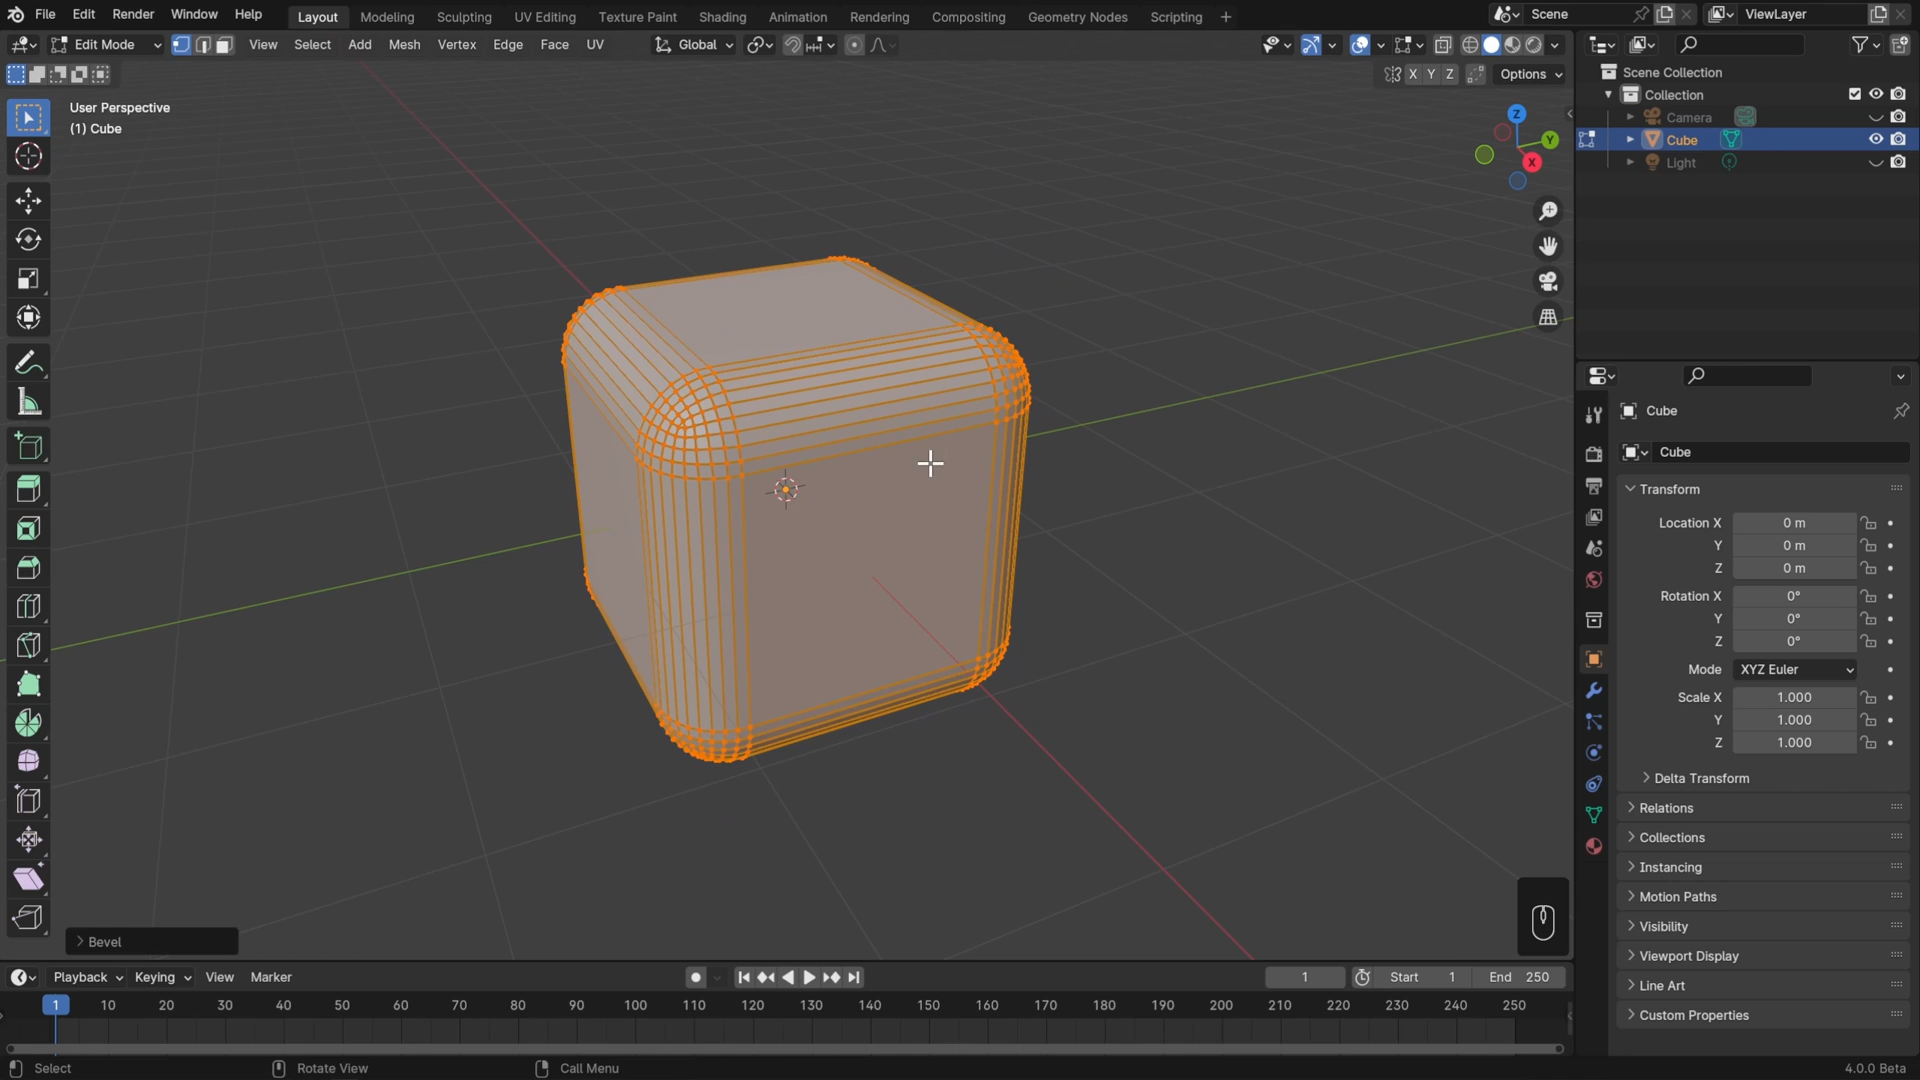 File Edit Render Window Help Layout Modeling Sculpting UV Editing Texture Paint Shading Animation Rendering Compositing Geometry Nodes Scripting + Scene ViewLayer
Edit Mode View Select Add Mesh Vertex Edge Face UV Global
X Y Z Options
User Perspective
(1) Cube
Z
Y
X
Scene Collection
Collection
Camera
Cube
Light
Cube
Cube
Transform
Location X 0 m
Y 0 m
Z 0 m
Rotation X 0°
Y 0°
Z 0°
Mode XYZ Euler
Scale X 1.000
Y 1.000
Z 1.000
Delta Transform
Relations
Collections
Instancing
Motion Paths
Visibility
Viewport Display
Line Art
Custom Properties
Bevel
Playback Keying View Marker 1 Start 1 End 250
1 10 20 30 40 50 60 70 80 90 100 110 120 130 140 150 160 170 180 190 200 210 220 230 240 250
Select Rotate View Call Menu 4.0.0 Beta